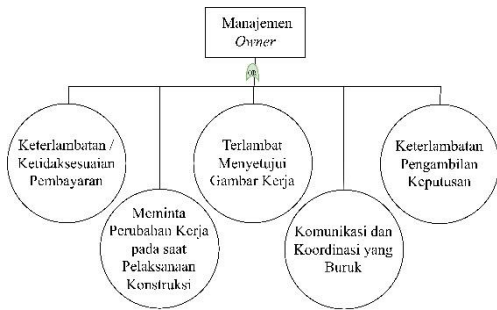 Manajemen
Owner
OR
Keterlambatan /
Ketidaksesuaian
Pembayaran
Meminta
Perubahan Kerja
pada saat
Pelaksanaan
Konstruksi
Terlambat
Menyetujui
Gambar Kerja
Komunikasi dan
Koordinasi yang
Buruk
Keterlambatan
Pengambilan
Keputusan